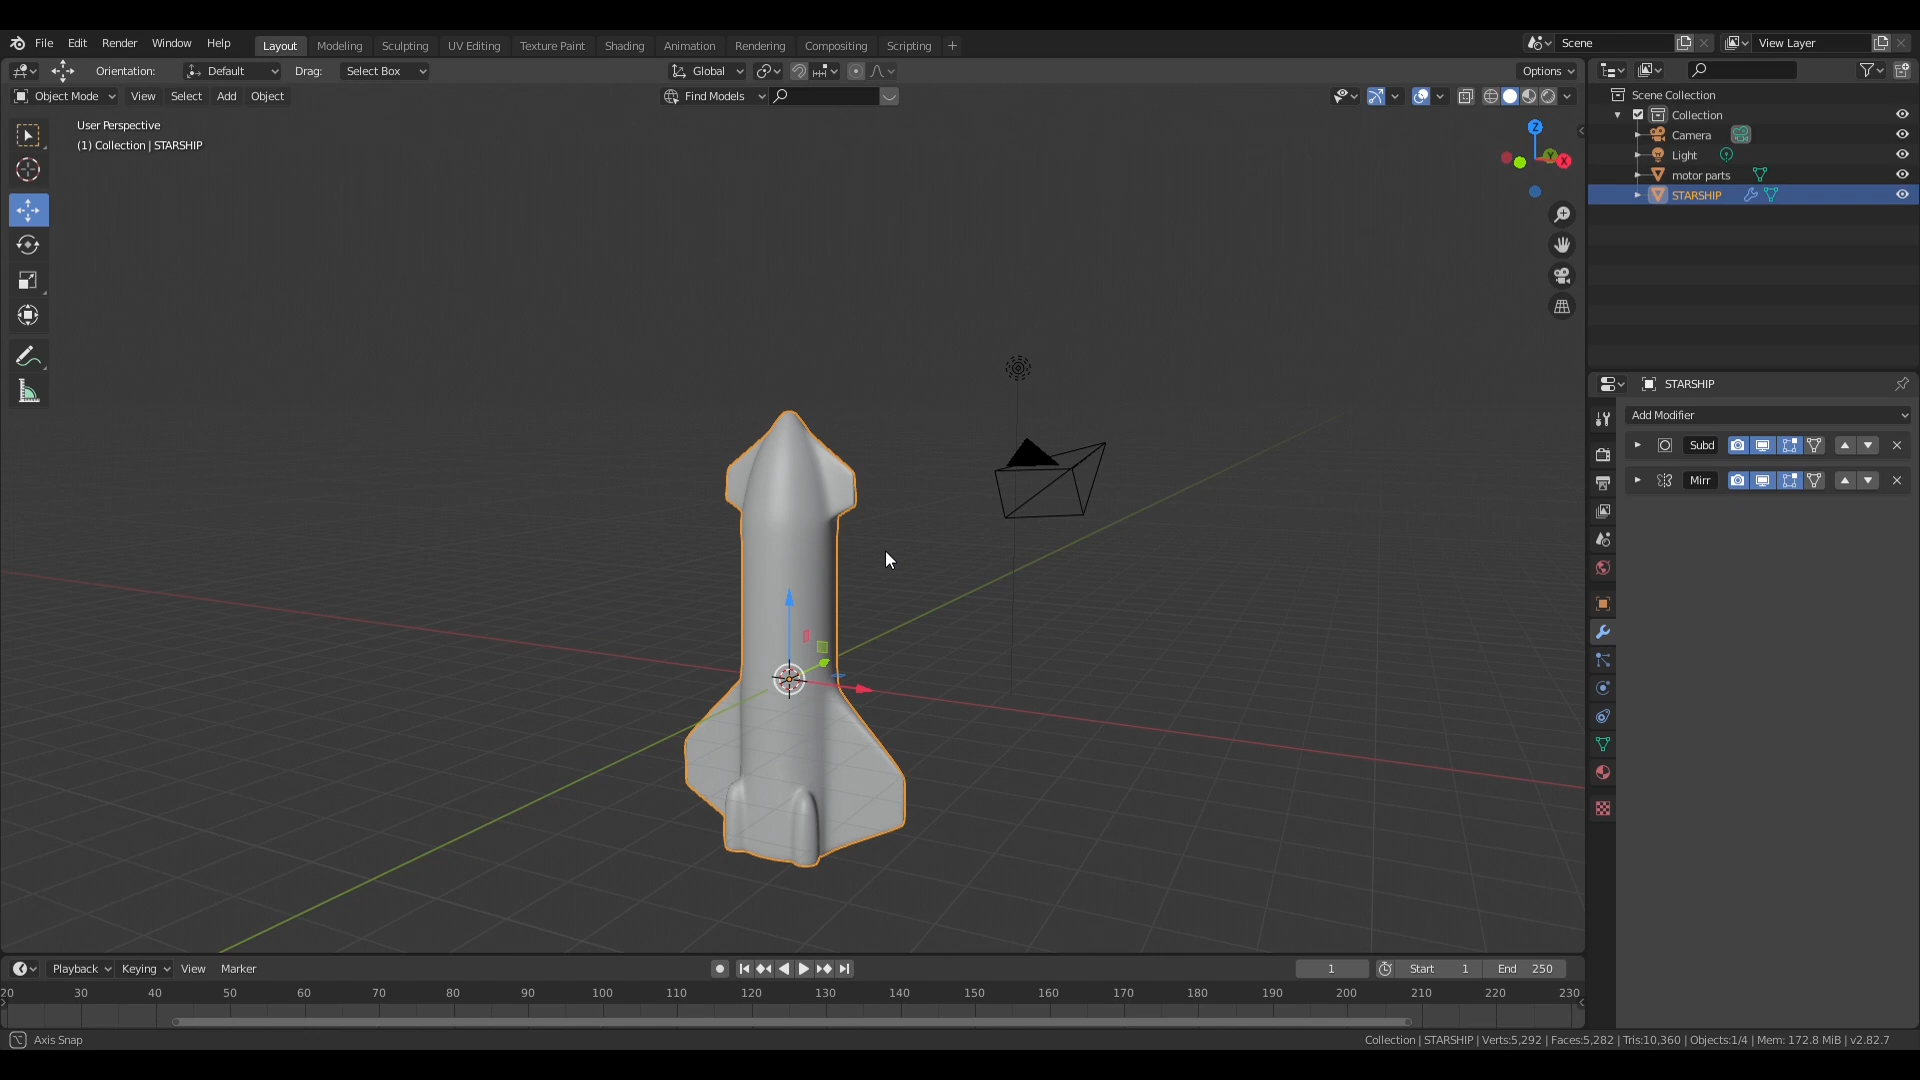 File Edit Render Window Help Layout Modeling Sculpting UV Editing Texture Paint Shading Animation Rendering Compositing Scripting + Scene View Layer
Orientation: Default Drag: Select Box Global Options
Object Mode View Select Add Object Find Models
User Perspective
(1) Collection | STARSHIP
Z
Y
X
Scene Collection
Collection
Camera
Light
motor parts
STARSHIP
STARSHIP
Add Modifier
Subd
Mirr
Playback Keying View Marker 1 Start 1 End 250
20 30 40 50 60 70 80 90 100 110 120 130 140 150 160 170 180 190 200 210 220 230
Axis Snap Collection | STARSHIP | Verts:5,292 | Faces:5,282 | Tris:10,360 | Objects:1/4 | Mem: 172.8 MiB | v2.82.7